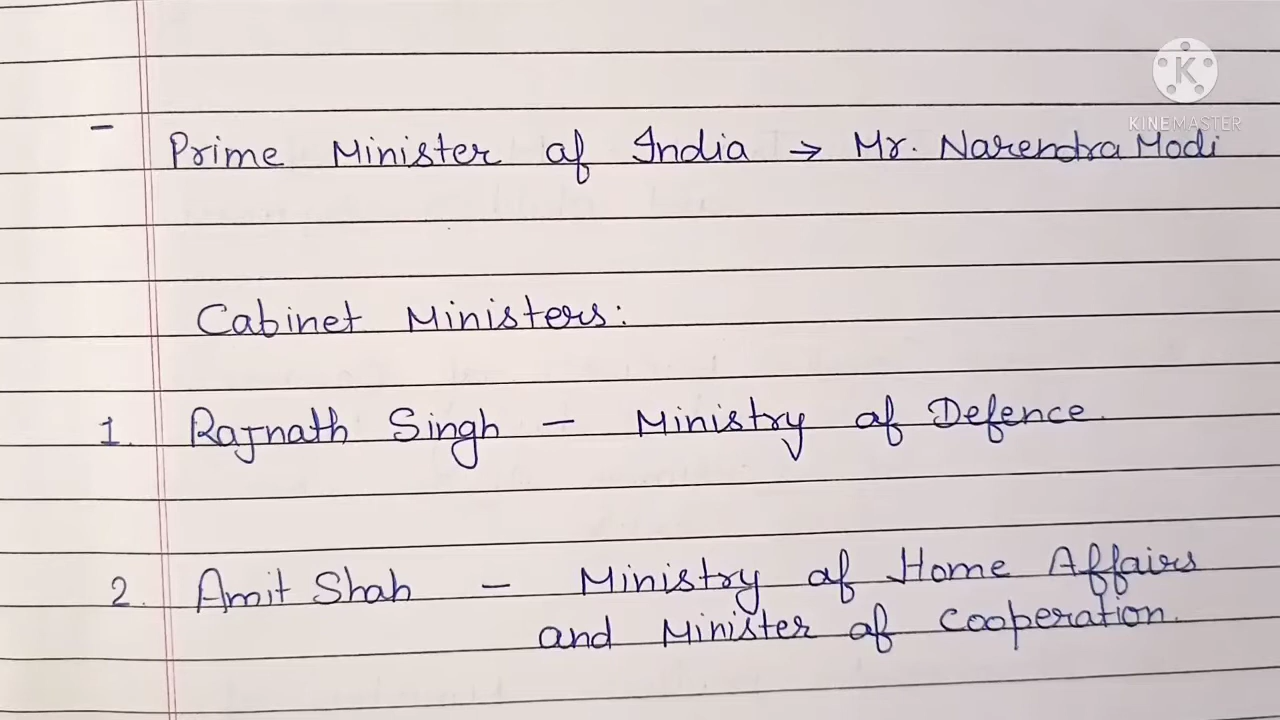 K
KINEMASTER
- Prime Minister of India → Mr. Narendra Modi
Cabinet Ministers:
1. Rajnath Singh - Ministry of Defence.
2. Amit Shah - Ministry of Home Affairs
and Minister of Cooperation.